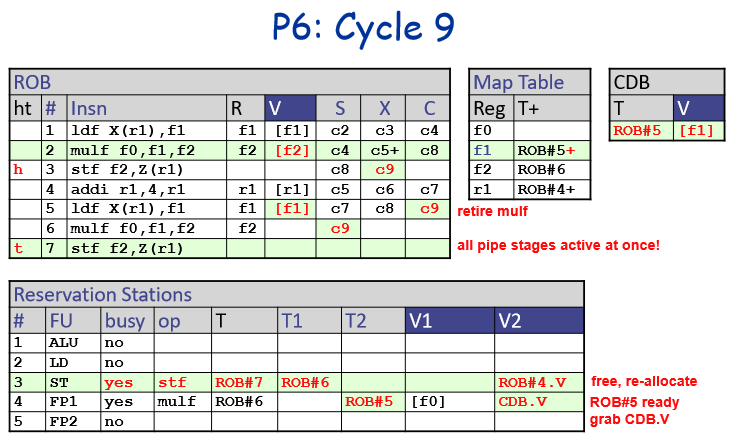 P6: Cycle 9
ROB
ht # Insn R V S X C
1 ldf X(r1),f1 f1 [f1] c2 c3 c4
2 mulf f0,f1,f2 f2 [f2] c4 c5+ c8
h 3 stf f2,Z(r1) c8 c9
4 addi r1,4,r1 r1 [r1] c5 c6 c7
5 ldf X(r1),f1 f1 [f1] c7 c8 c9
6 mulf f0,f1,f2 f2 c9
t 7 stf f2,Z(r1)
Map Table
Reg T+
f0
f1 ROB#5+
f2 ROB#6
r1 ROB#4+
CDB
T V
ROB#5 [f1]
retire mulf
all pipe stages active at once!
Reservation Stations
# FU busy op T T1 T2 V1 V2
1 ALU no
2 LD no
3 ST yes stf ROB#7 ROB#6 ROB#4.V
4 FP1 yes mulf ROB#6 ROB#5 [f0] CDB.V
5 FP2 no
free, re-allocate
ROB#5 ready
grab CDB.V